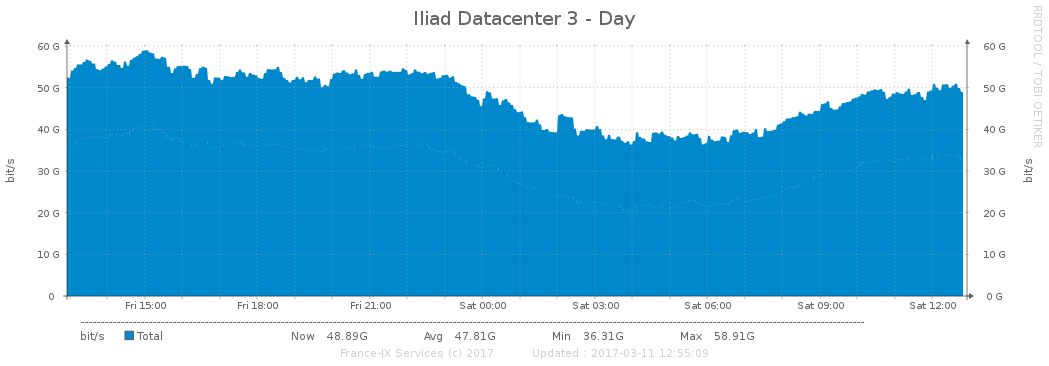 Iliad Datacenter 3 - Day
RRDTOOL / TOBI OETIKER
60 G 60 G
50 G 50 G
40 G 40 G
30 G 30 G
20 G 20 G
10 G 10 G
0 0 G
bit/s bit/s
Fri 15:00 Fri 18:00 Fri 21:00 Sat 00:00 Sat 03:00 Sat 06:00 Sat 09:00 Sat 12:00
bit/s Total Now 48.89G Avg 47.81G Min 36.31G Max 58.91G
France-IX Services (c) 2017 Updated : 2017-03-11 12:55:09